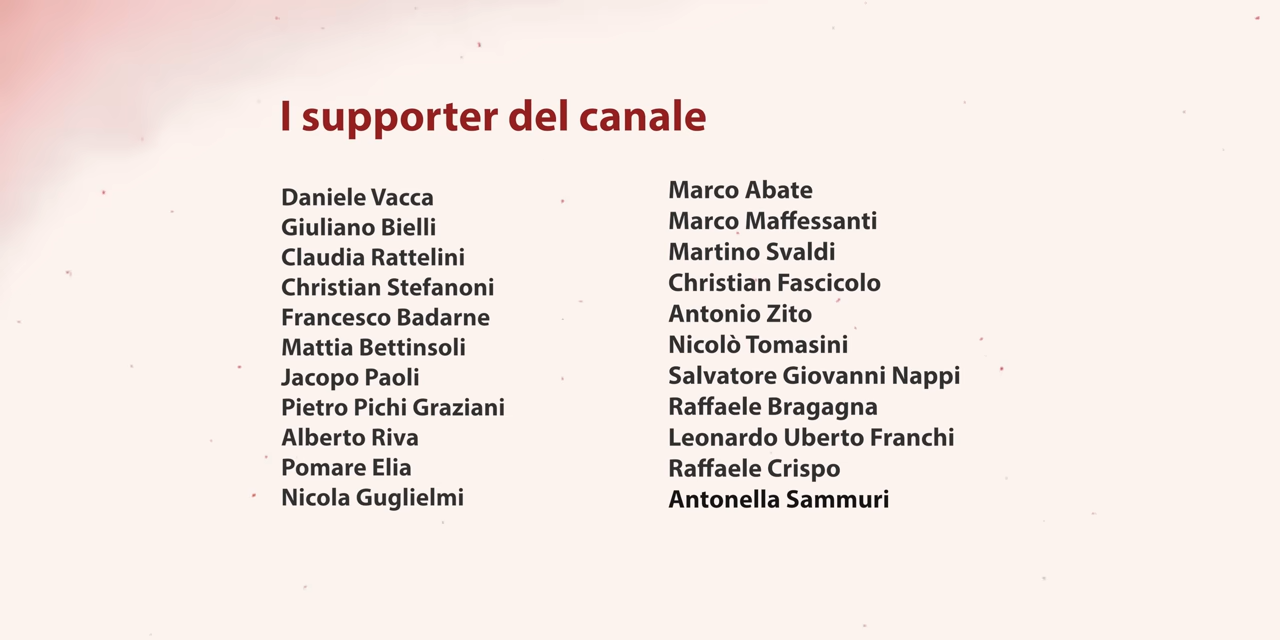 I supporter del canale
Daniele Vacca
Giuliano Bielli
Claudia Rattelini
Christian Stefanoni
Francesco Badarne
Mattia Bettinsoli
Jacopo Paoli
Pietro Pichi Graziani
Alberto Riva
Pomare Elia
Nicola Guglielmi
Marco Abate
Marco Maffessanti
Martino Svaldi
Christian Fascicolo
Antonio Zito
Nicolò Tomasini
Salvatore Giovanni Nappi
Raffaele Bragagna
Leonardo Uberto Franchi
Raffaele Crispo
Antonella Sammuri